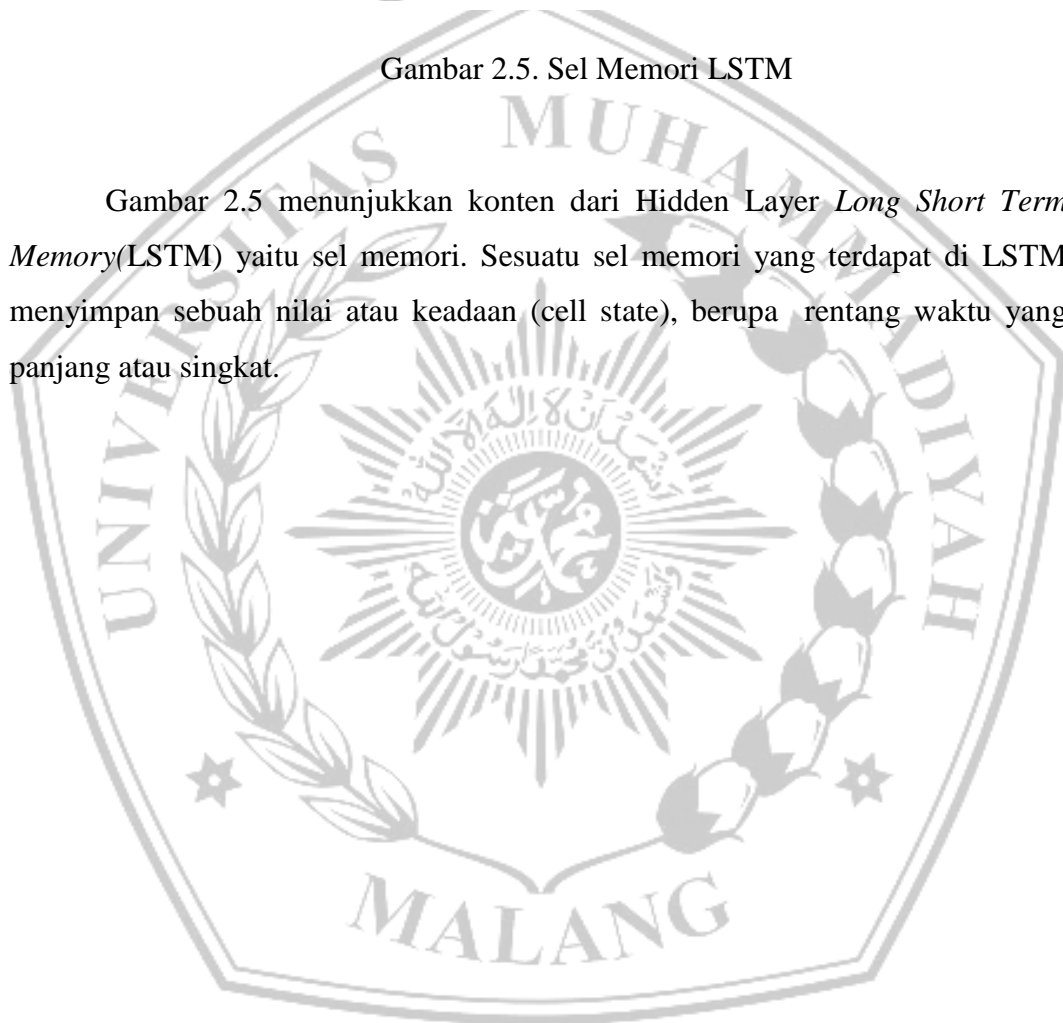 Gambar 2.5. Sel Memori LSTM
Gambar 2.5 menunjukkan konten dari Hidden Layer Long Short Term
Memory(LSTM) yaitu sel memori. Sesuatu sel memori yang terdapat di LSTM
menyimpan sebuah nilai atau keadaan (cell state), berupa  rentang waktu yang
panjang atau singkat.
UNIVERSITAS MUHAMMADIYAH
MALANG